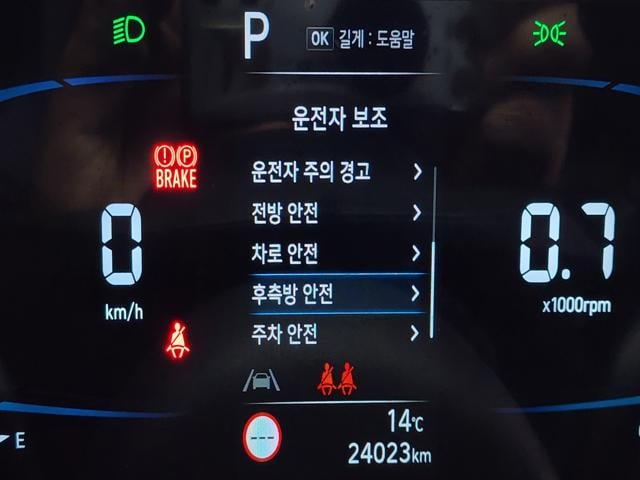 P
OK 길게 : 도움말
운전자 보조
운전자 주의 경고
전방 안전
차로 안전
후측방 안전
주차 안전
P
BRAKE
0
km/h
0.7
x1000rpm
---
14℃
24023km
E